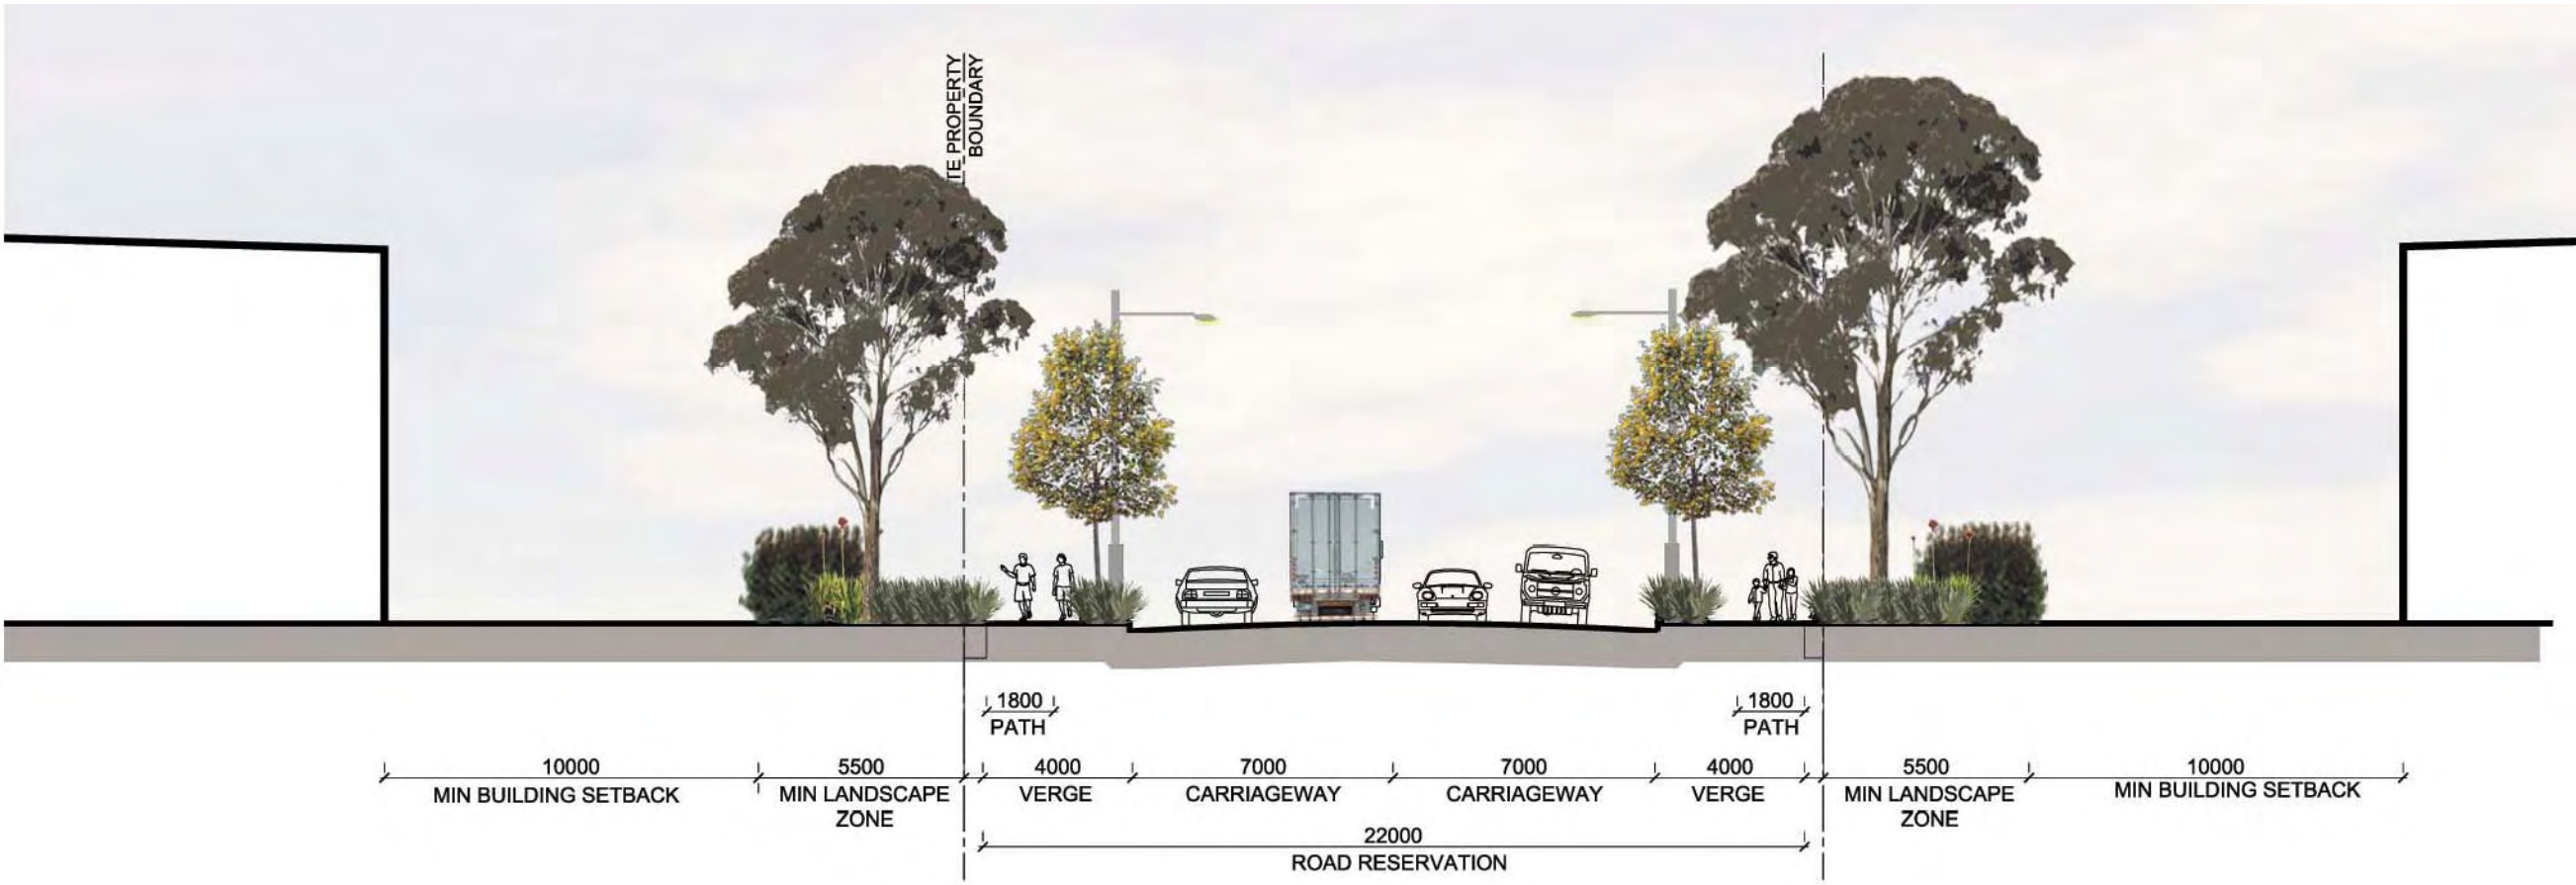 TE PROPERTY
BOUNDARY
1800
PATH
1800
PATH
10000
MIN BUILDING SETBACK
5500
MIN LANDSCAPE
ZONE
4000
VERGE
7000
CARRIAGEWAY
7000
CARRIAGEWAY
4000
VERGE
5500
MIN LANDSCAPE
ZONE
10000
MIN BUILDING SETBACK
22000
ROAD RESERVATION